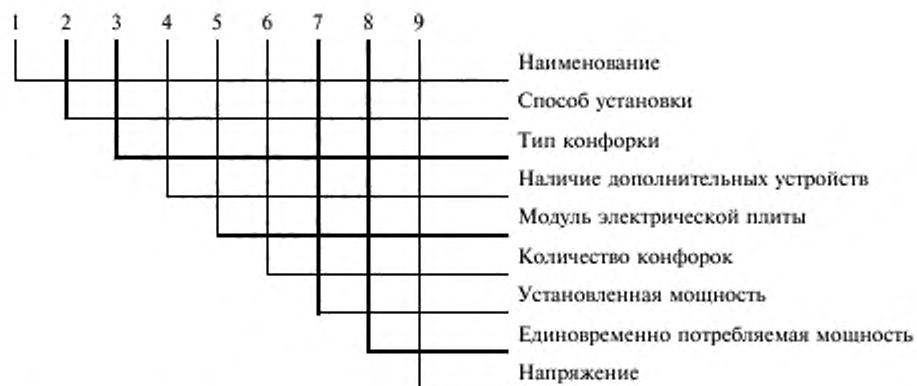 1 2 3 4 5 6 7 8 9
Наименование
Способ установки
Тип конфорки
Наличие дополнительных устройств
Модуль электрической плиты
Количество конфорок
Установленная мощность
Единовременно потребляемая мощность
Напряжение